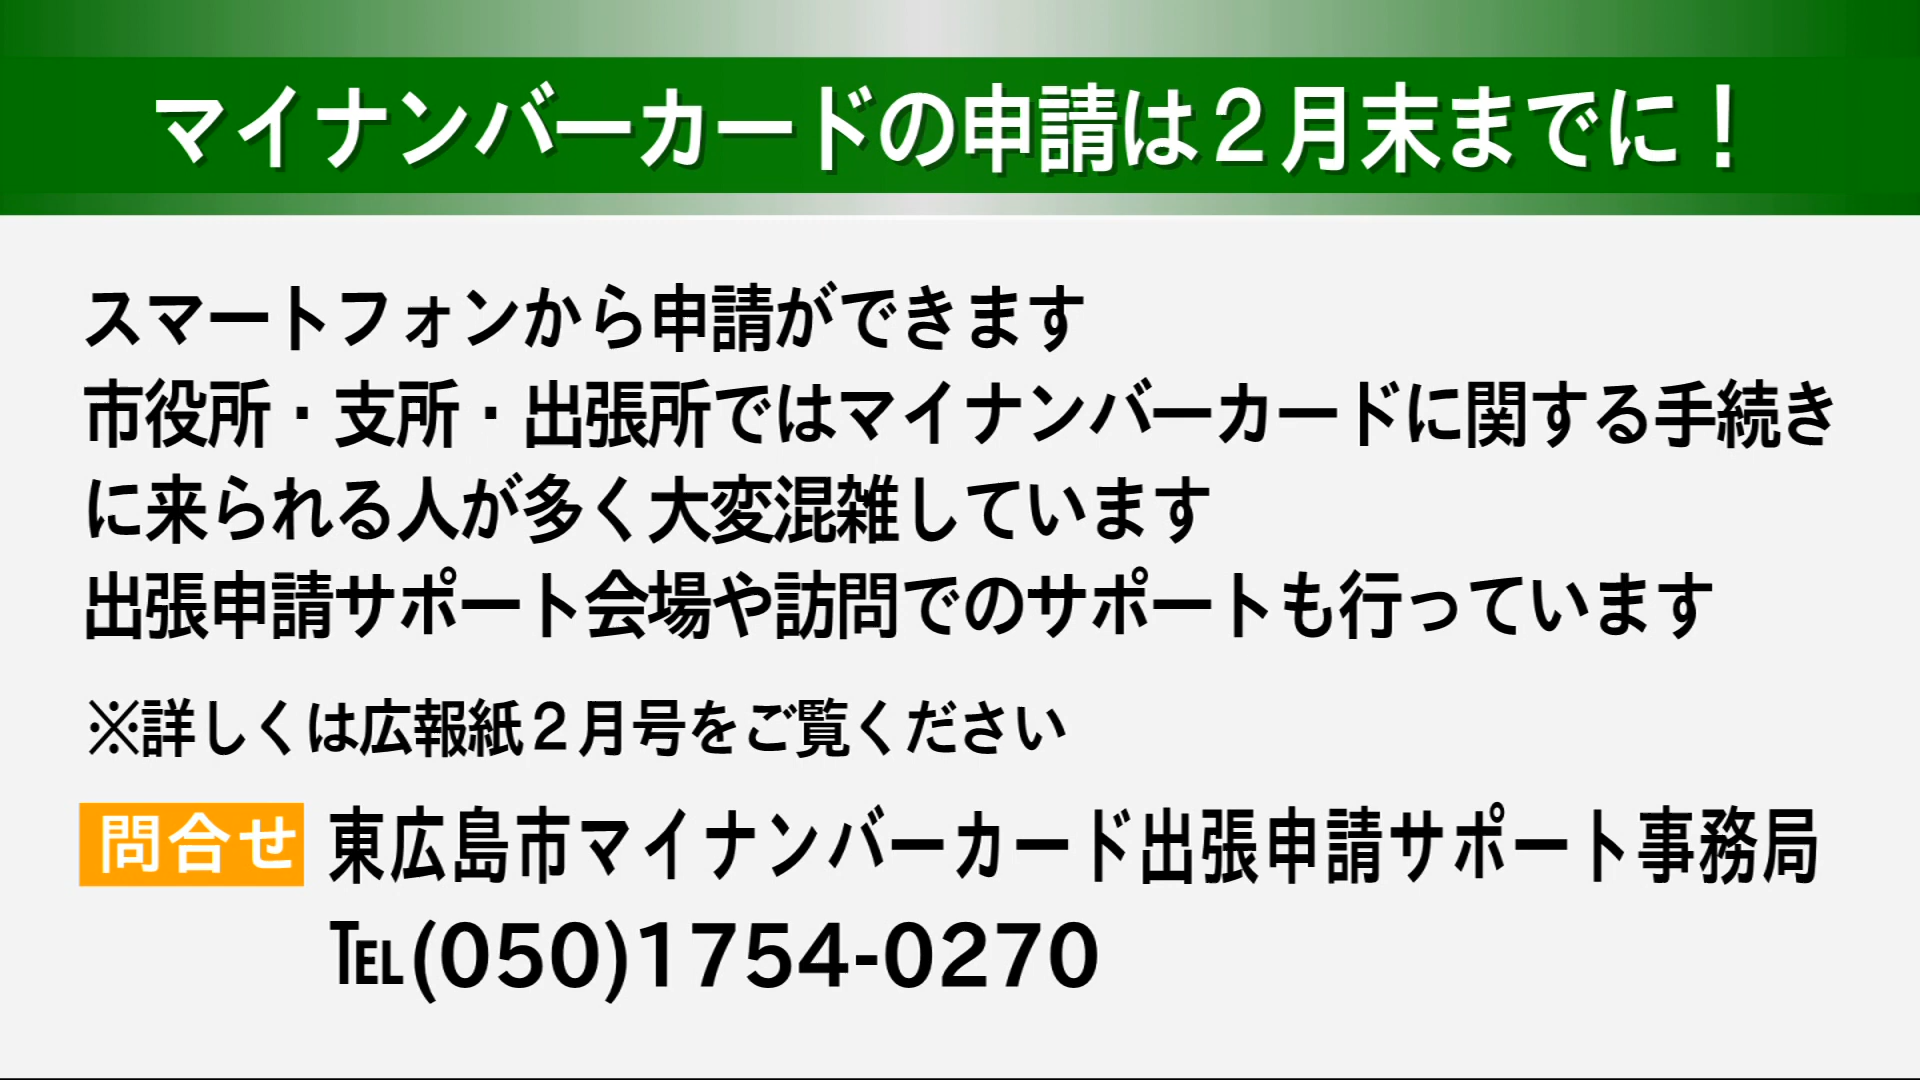 マイナンバーカードの申請は２月末までに！
スマートフォンから申請ができます
市役所・支所・出張所ではマイナンバーカードに関する手続き
に来られる人が多く大変混雑しています
出張申請サポート会場や訪問でのサポートも行っています
※詳しくは広報紙２月号をご覧ください
問合せ 東広島市マイナンバーカード出張申請サポート事務局
℡(050)1754-0270